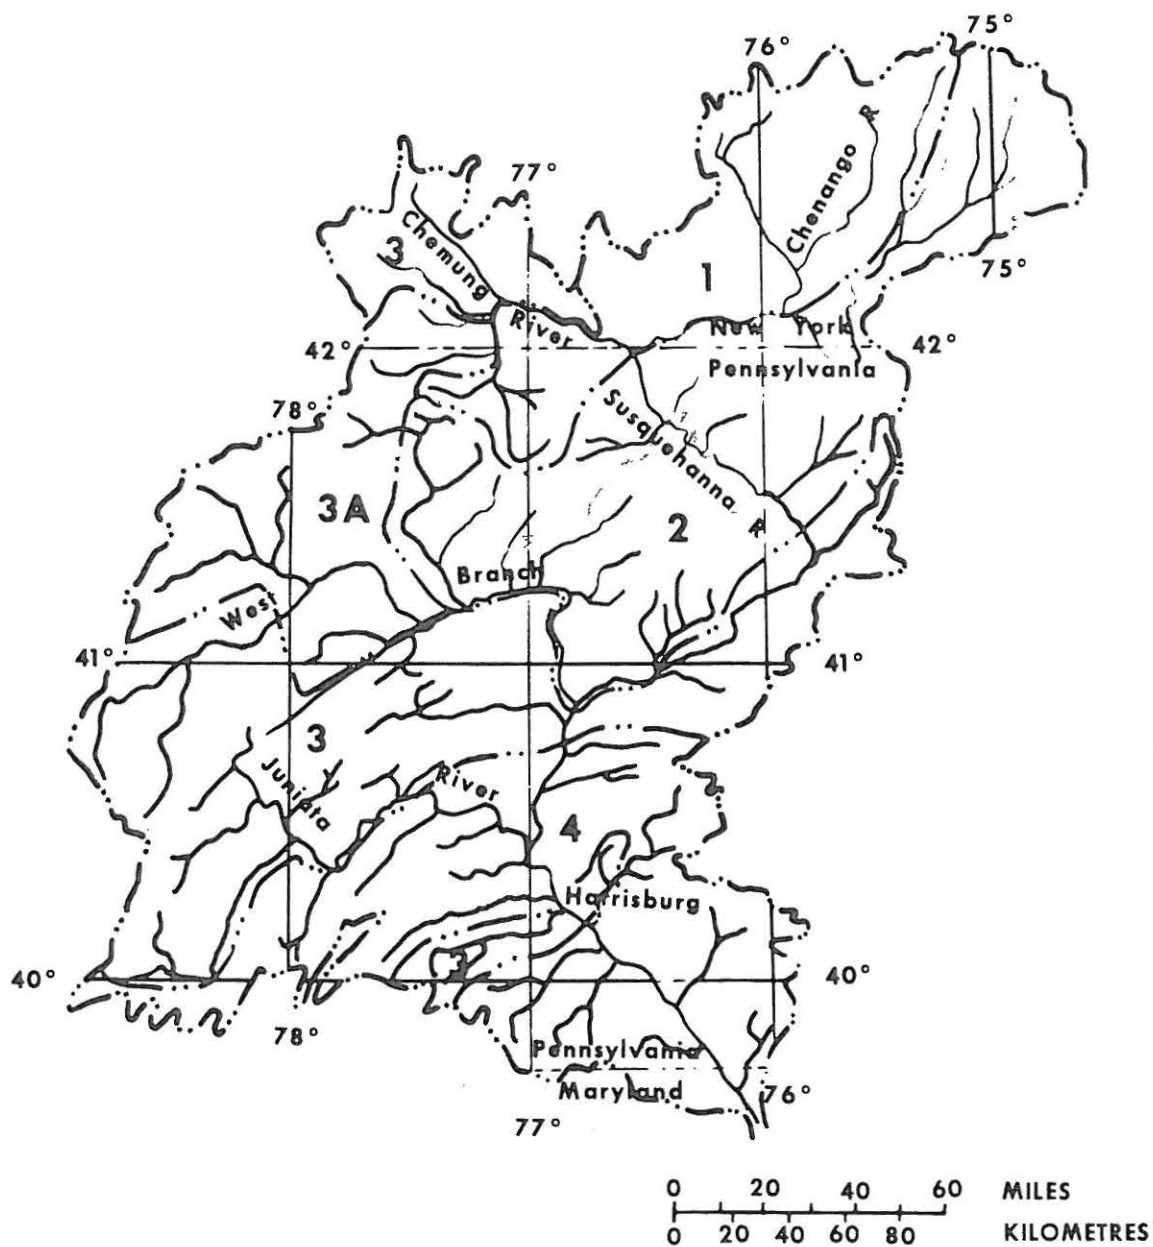 75°
76°
77°
Chenango R
Chemung
3
75°
1
River
New York
42°
42°
Pennsylvania
78°
Susquehanna R
3A
2
Branch
West
41°
41°
3
Juniata
River
4
Harrisburg
3
40°
40°
78°
Pennsylvania
Maryland
76°
77°
0 20 40 60 MILES
0 20 40 60 80 KILOMETRES